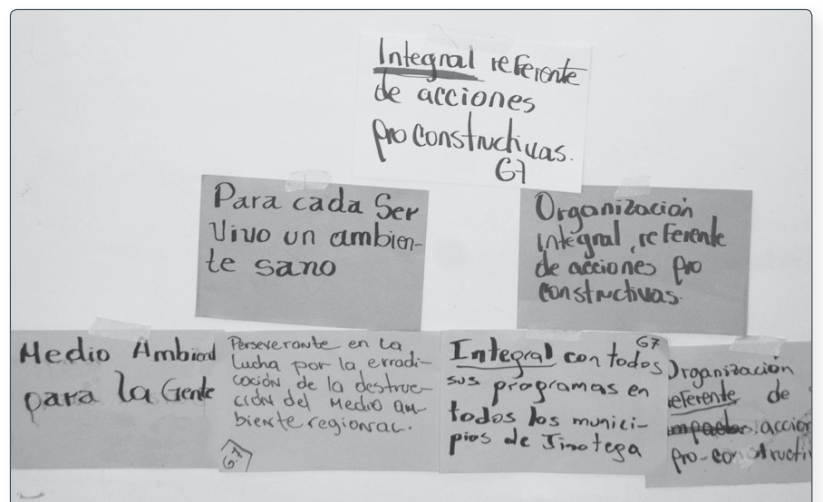 Integral referente
de acciones
pro constructivas.
G7
Para cada Ser
Vivo un ambien-
te sano
Organización
integral, referente
de acciones pro
constructivas.
Medio Ambient
para la Gente
Perseverante en la
lucha por la erradi-
cación de la destruc-
ción del Medio am-
biente regional.
G7
G7
Integral con todos
sus programas en
todos los munici-
pios de Jinotega
Organización
referente de
impactos accion
pro-constructi